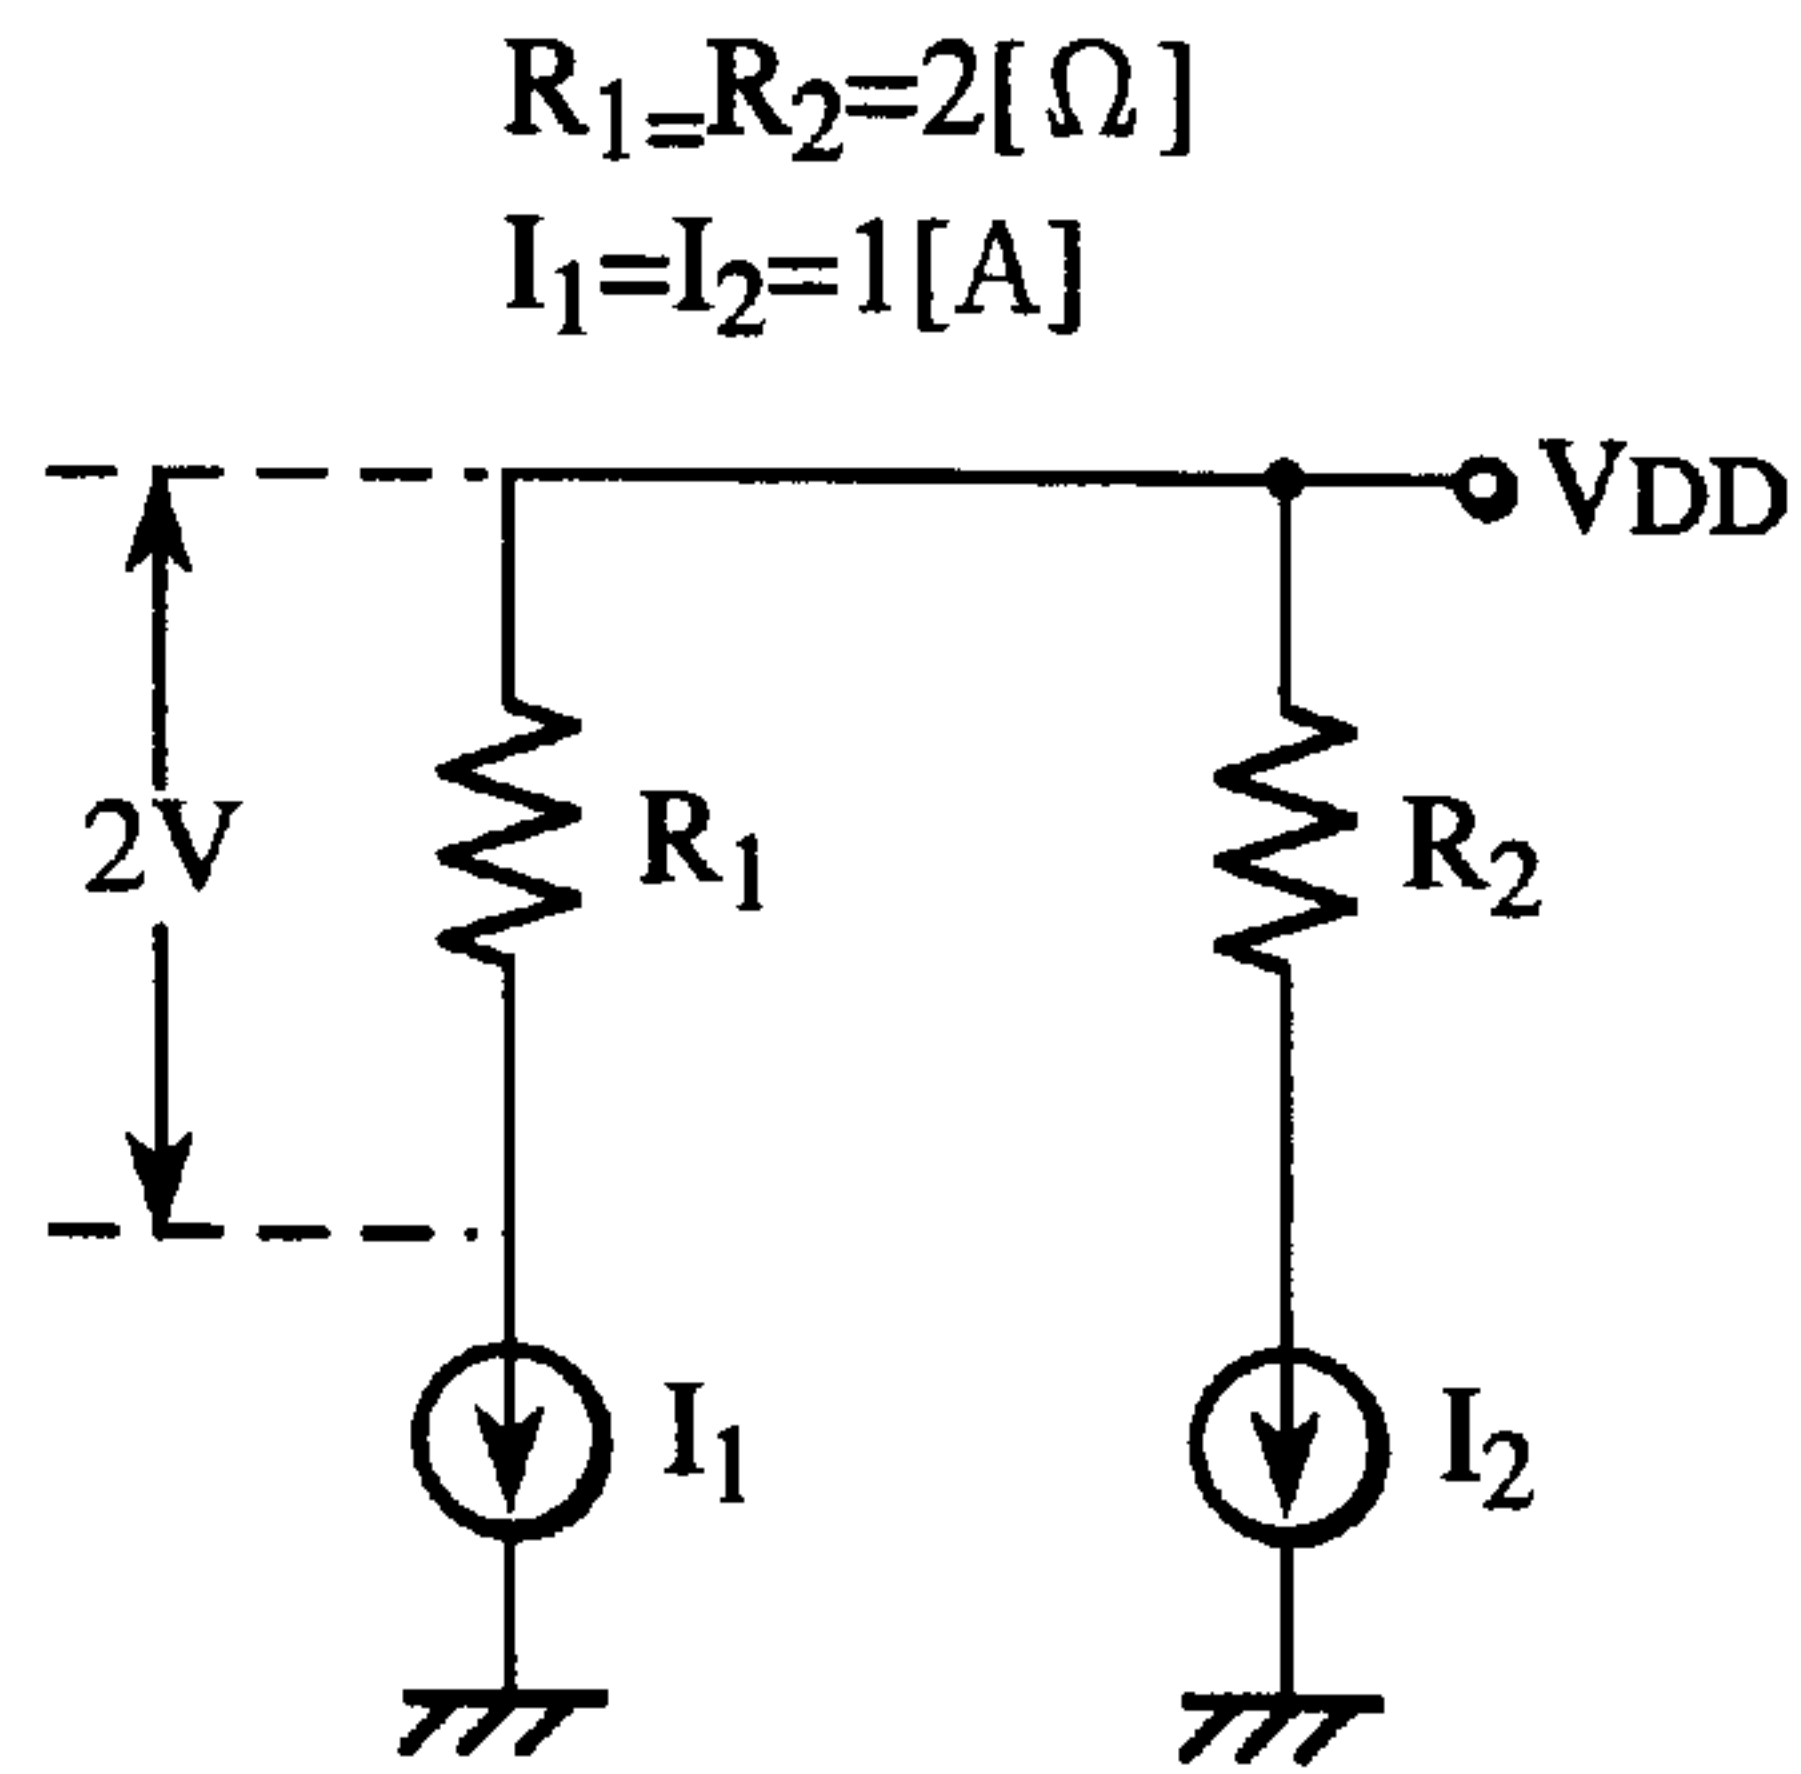 R1=R2=2[Ω]
I1=I2=1[A]
VDD
2V
R1
R2
I1
I2